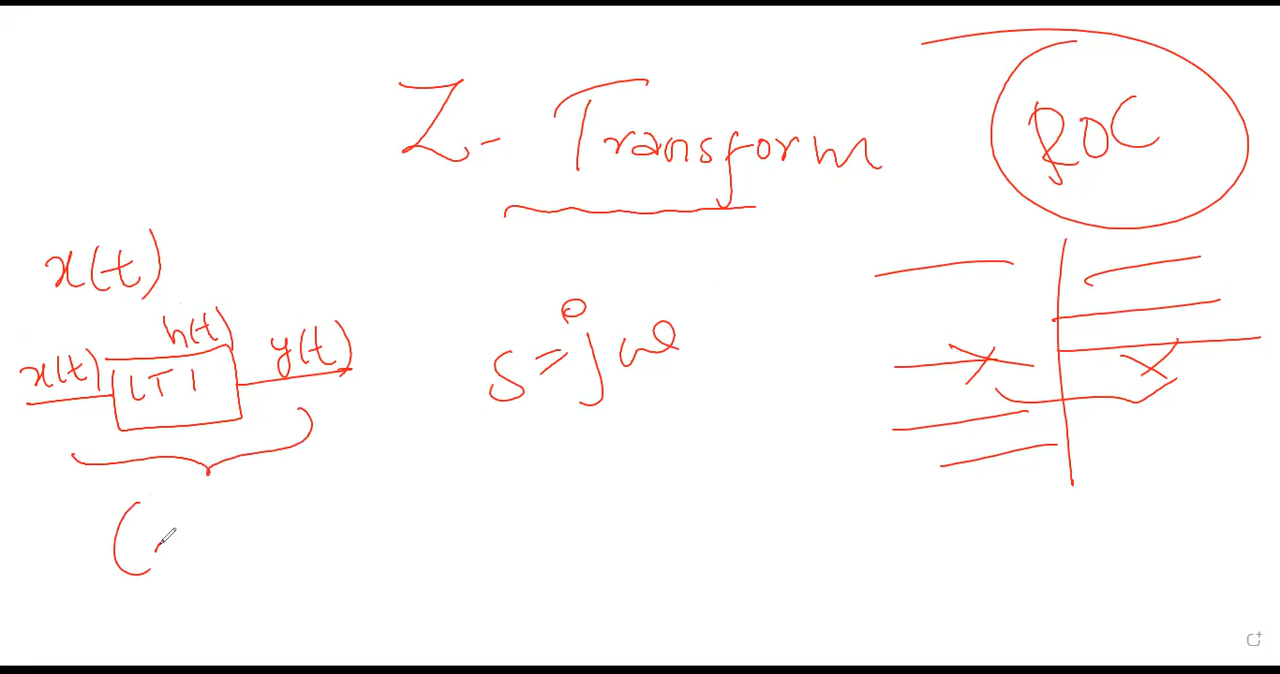 Z- Transform
ROC
x(t)
h(t)
x(t) LTI y(t)
s=jω
(